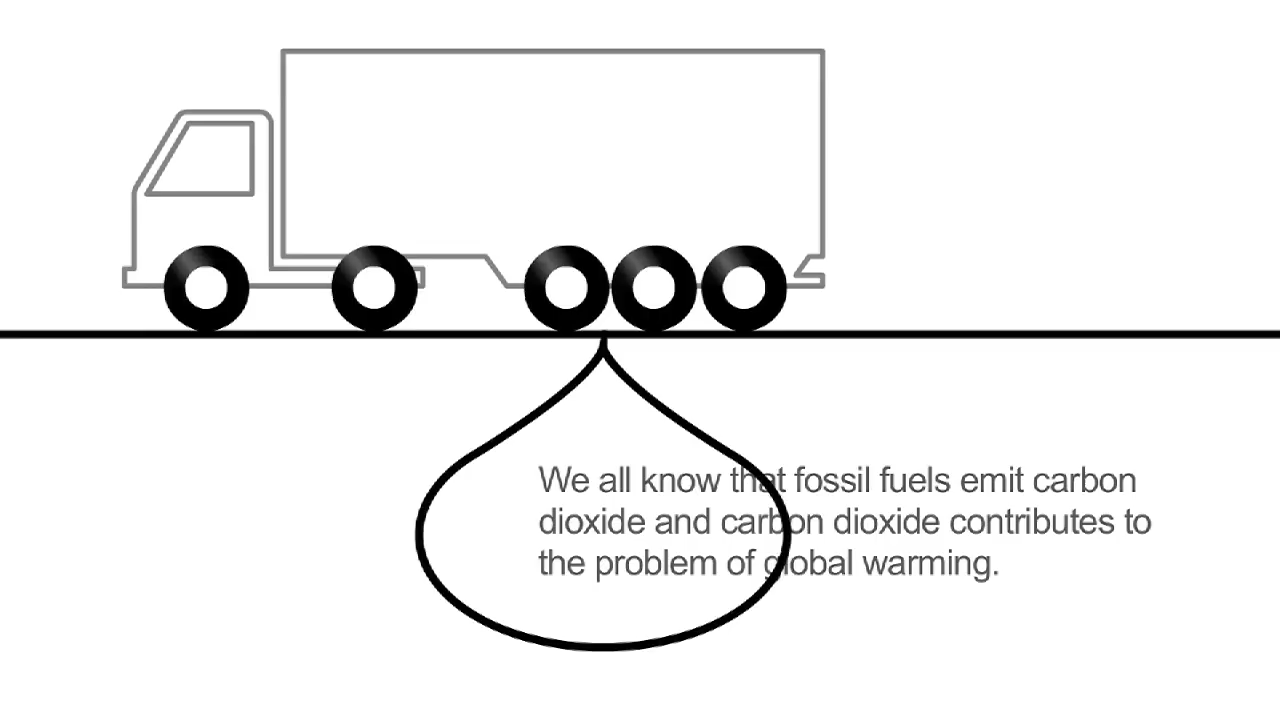 We all know that fossil fuels emit carbon
dioxide and carbon dioxide contributes to
the problem of global warming.